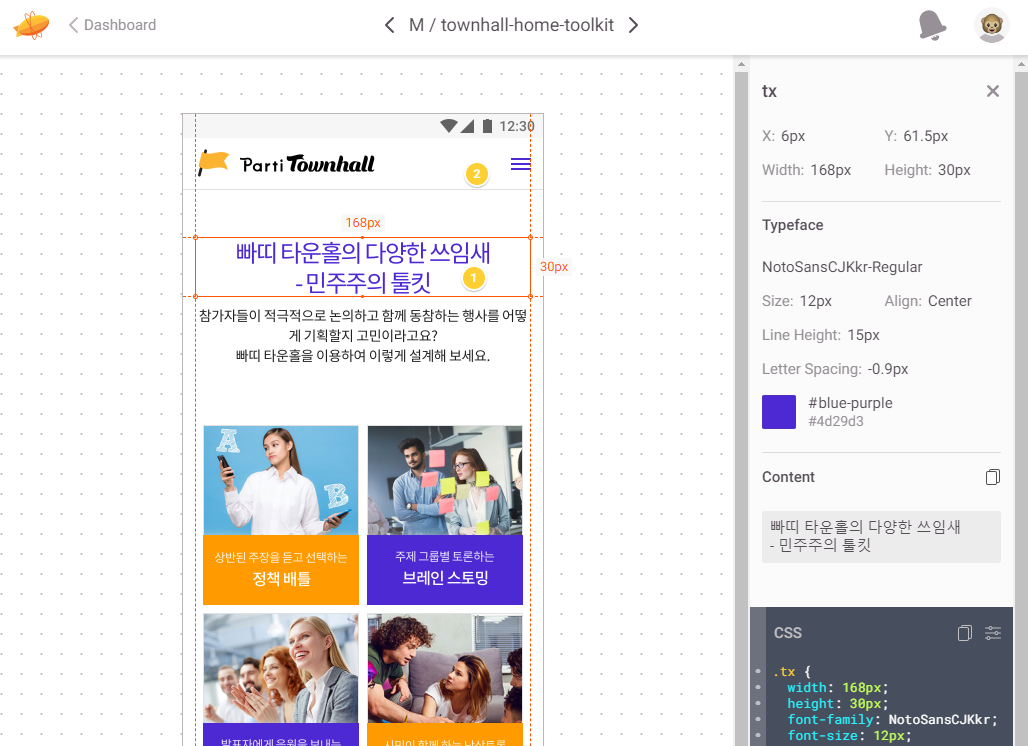 Dashboard
M / townhall-home-toolkit
12:30
Parti Townhall
2
168px
빠띠 타운홀의 다양한 쓰임새
- 민주주의 툴킷
1
30px
참가자들이 적극적으로 논의하고 함께 동참하는 행사를 어떻
게 기획할지 고민이라고요?
빠띠 타운홀을 이용하여 이렇게 설계해 보세요.
A
B
상반된 주장을 듣고 선택하는
정책 배틀
주제 그룹별 토론하는
브레인 스토밍
발표자에게 응원을 보내는
시민이 함께 하는 난상토론
tx
X: 6px
Y: 61.5px
Width: 168px
Height: 30px
Typeface
NotoSansCJKkr-Regular
Size: 12px
Align: Center
Line Height: 15px
Letter Spacing: -0.9px
#blue-purple
#4d29d3
Content
빠띠 타운홀의 다양한 쓰임새
- 민주주의 툴킷
CSS
.tx {
width: 168px;
height: 30px;
font-family: NotoSansCJKkr;
font-size: 12px;